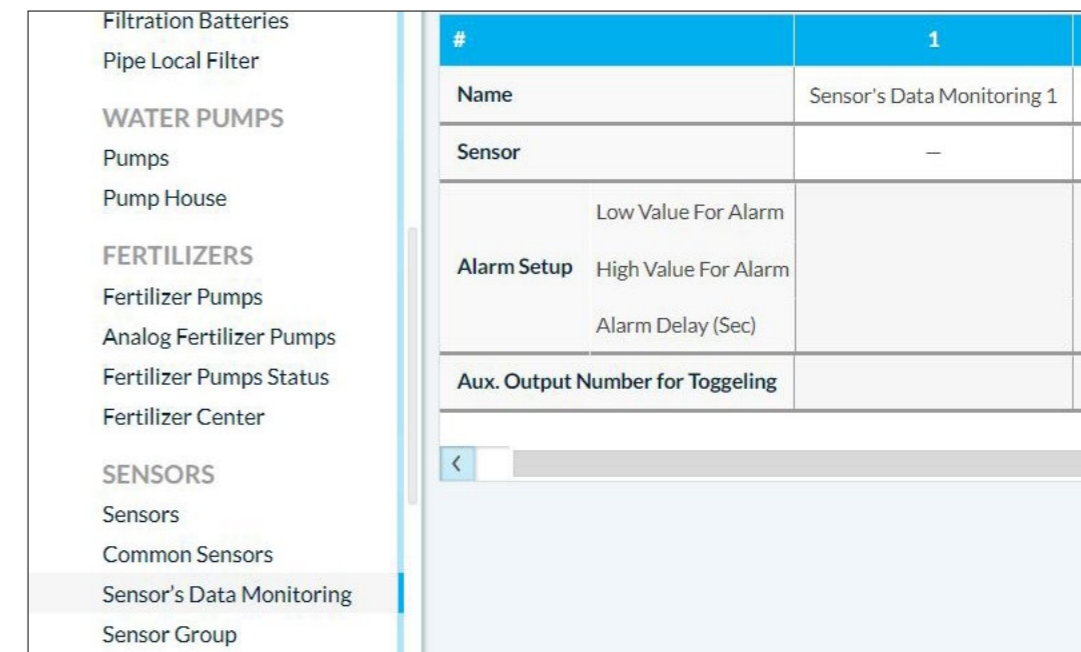 Filtration Batteries
Pipe Local Filter
WATER PUMPS
Pumps
Pump House
FERTILIZERS
Fertilizer Pumps
Analog Fertilizer Pumps
Fertilizer Pumps Status
Fertilizer Center
SENSORS
Sensors
Common Sensors
Sensor's Data Monitoring
Sensor Group
# 1
Name Sensor's Data Monitoring 1
Sensor —
Alarm Setup
Low Value For Alarm
High Value For Alarm
Alarm Delay (Sec)
Aux. Output Number for Toggeling